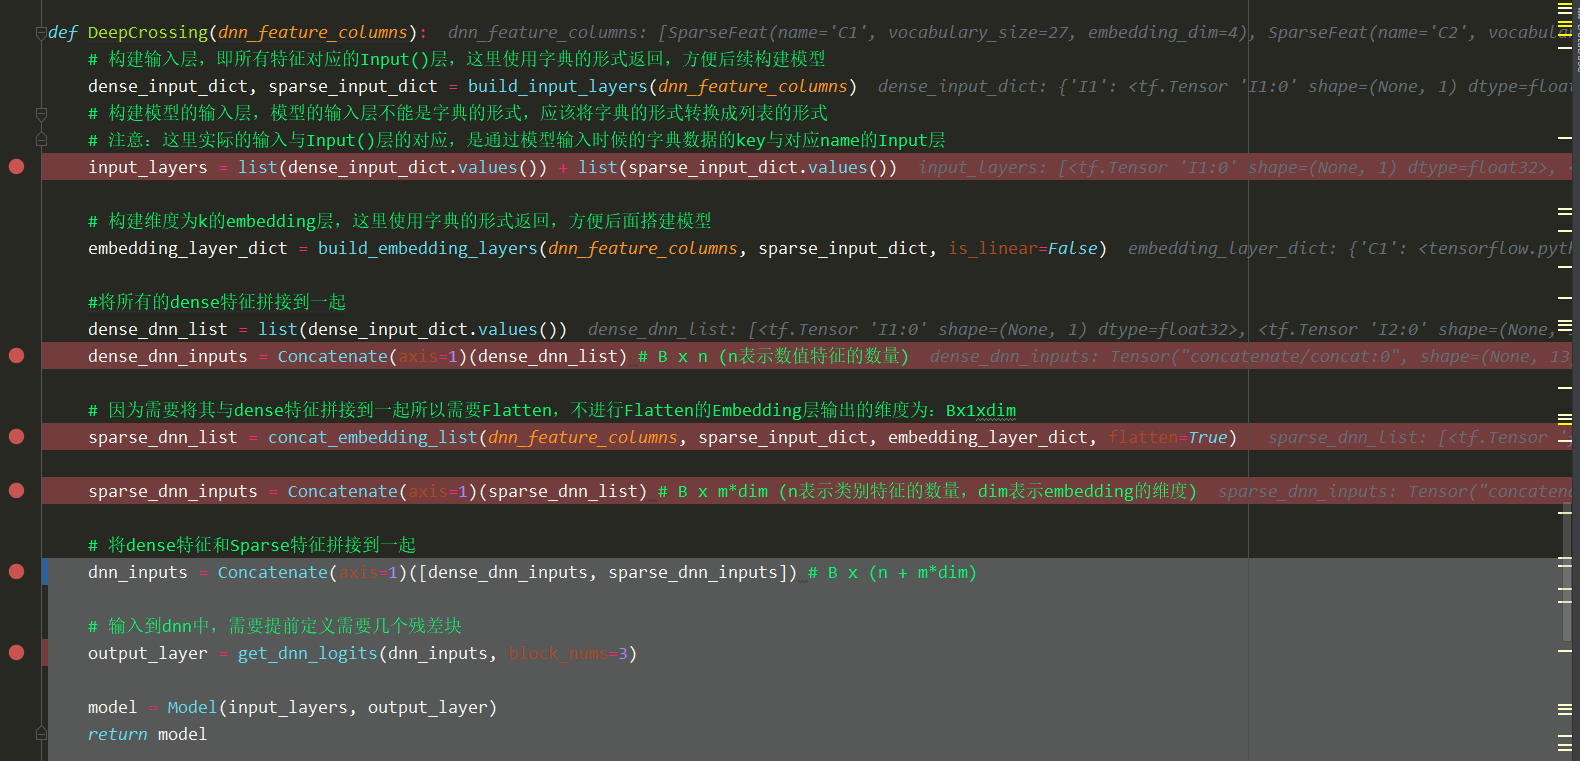 def DeepCrossing(dnn_feature_columns):  dnn_feature_columns: [SparseFeat(name='C1', vocabulary_size=27, embedding_dim=4), SparseFeat(name='C2', vocabular
# 构建输入层，即所有特征对应的Input()层，这里使用字典的形式返回，方便后续构建模型
dense_input_dict, sparse_input_dict = build_input_layers(dnn_feature_columns)  dense_input_dict: {'I1': <tf.Tensor 'I1:0' shape=(None, 1) dtype=float
# 构建模型的输入层，模型的输入层不能是字典的形式，应该将字典的形式转换成列表的形式
# 注意：这里实际的输入与Input()层的对应，是通过模型输入时候的字典数据的key与对应name的Input层
input_layers = list(dense_input_dict.values()) + list(sparse_input_dict.values())  input_layers: [<tf.Tensor 'I1:0' shape=(None, 1) dtype=float32>, <
# 构建维度为k的embedding层，这里使用字典的形式返回，方便后面搭建模型
embedding_layer_dict = build_embedding_layers(dnn_feature_columns, sparse_input_dict, is_linear=False)  embedding_layer_dict: {'C1': <tensorflow.pyth
#将所有的dense特征拼接到一起
dense_dnn_list = list(dense_input_dict.values())  dense_dnn_list: [<tf.Tensor 'I1:0' shape=(None, 1) dtype=float32>, <tf.Tensor 'I2:0' shape=(None,
dense_dnn_inputs = Concatenate(axis=1)(dense_dnn_list) # B x n (n表示数值特征的数量)  dense_dnn_inputs: Tensor("concatenate/concat:0", shape=(None, 13
# 因为需要将其与dense特征拼接到一起所以需要Flatten，不进行Flatten的Embedding层输出的维度为：Bx1xdim
sparse_dnn_list = concat_embedding_list(dnn_feature_columns, sparse_input_dict, embedding_layer_dict, flatten=True)  sparse_dnn_list: [<tf.Tensor '
sparse_dnn_inputs = Concatenate(axis=1)(sparse_dnn_list) # B x m*dim (n表示类别特征的数量，dim表示embedding的维度)  sparse_dnn_inputs: Tensor("concatena
# 将dense特征和Sparse特征拼接到一起
dnn_inputs = Concatenate(axis=1)([dense_dnn_inputs, sparse_dnn_inputs]) # B x (n + m*dim)
# 输入到dnn中，需要提前定义需要几个残差块
output_layer = get_dnn_logits(dnn_inputs, block_nums=3)
model = Model(input_layers, output_layer)
return model